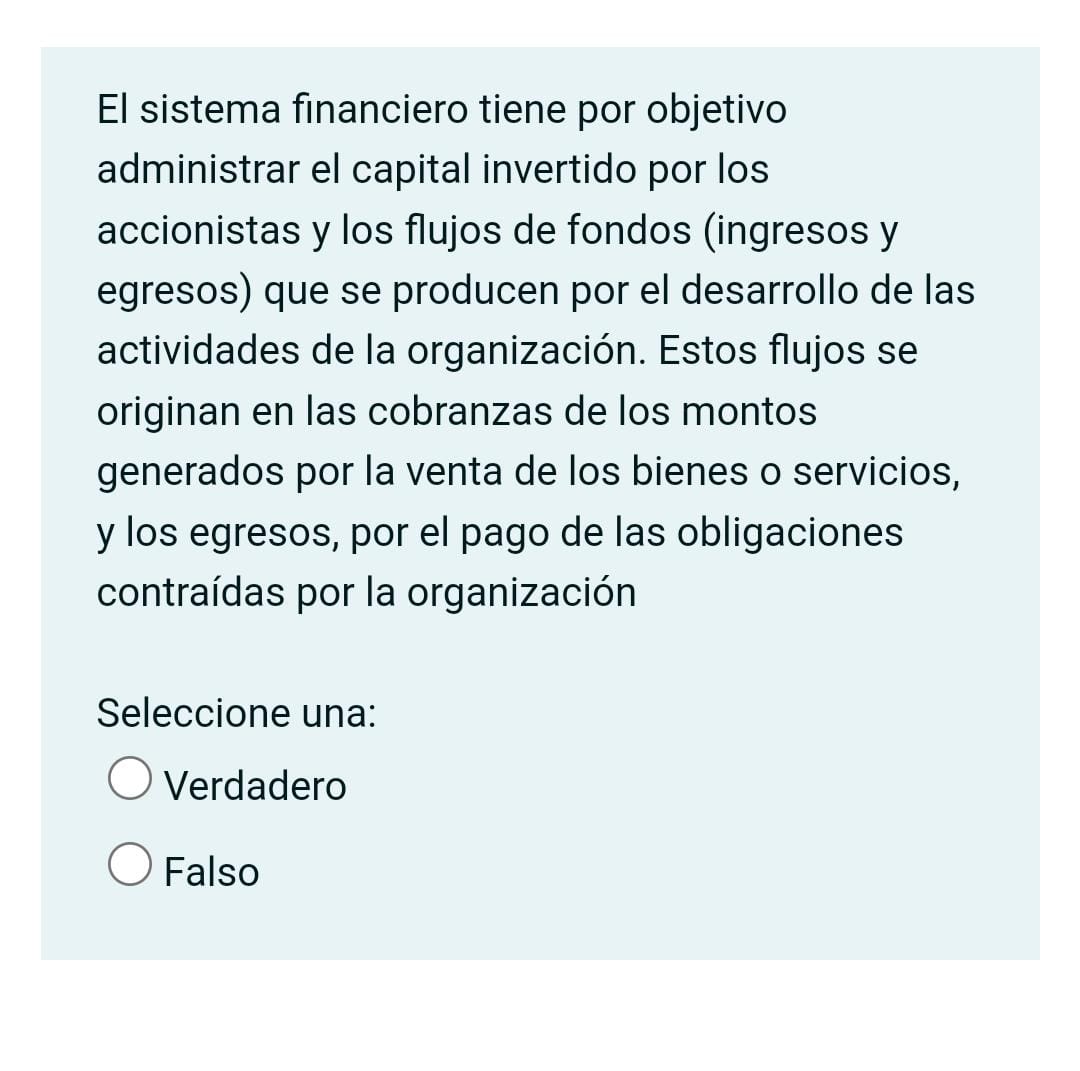 El sistema financiero tiene por objetivo
administrar el capital invertido por los
accionistas y los flujos de fondos (ingresos y
egresos) que se producen por el desarrollo de las
actividades de la organización. Estos flujos se
originan en las cobranzas de los montos
generados por la venta de los bienes o servicios,
y los egresos, por el pago de las obligaciones
contraídas por la organización
Seleccione una:
Verdadero
Falso